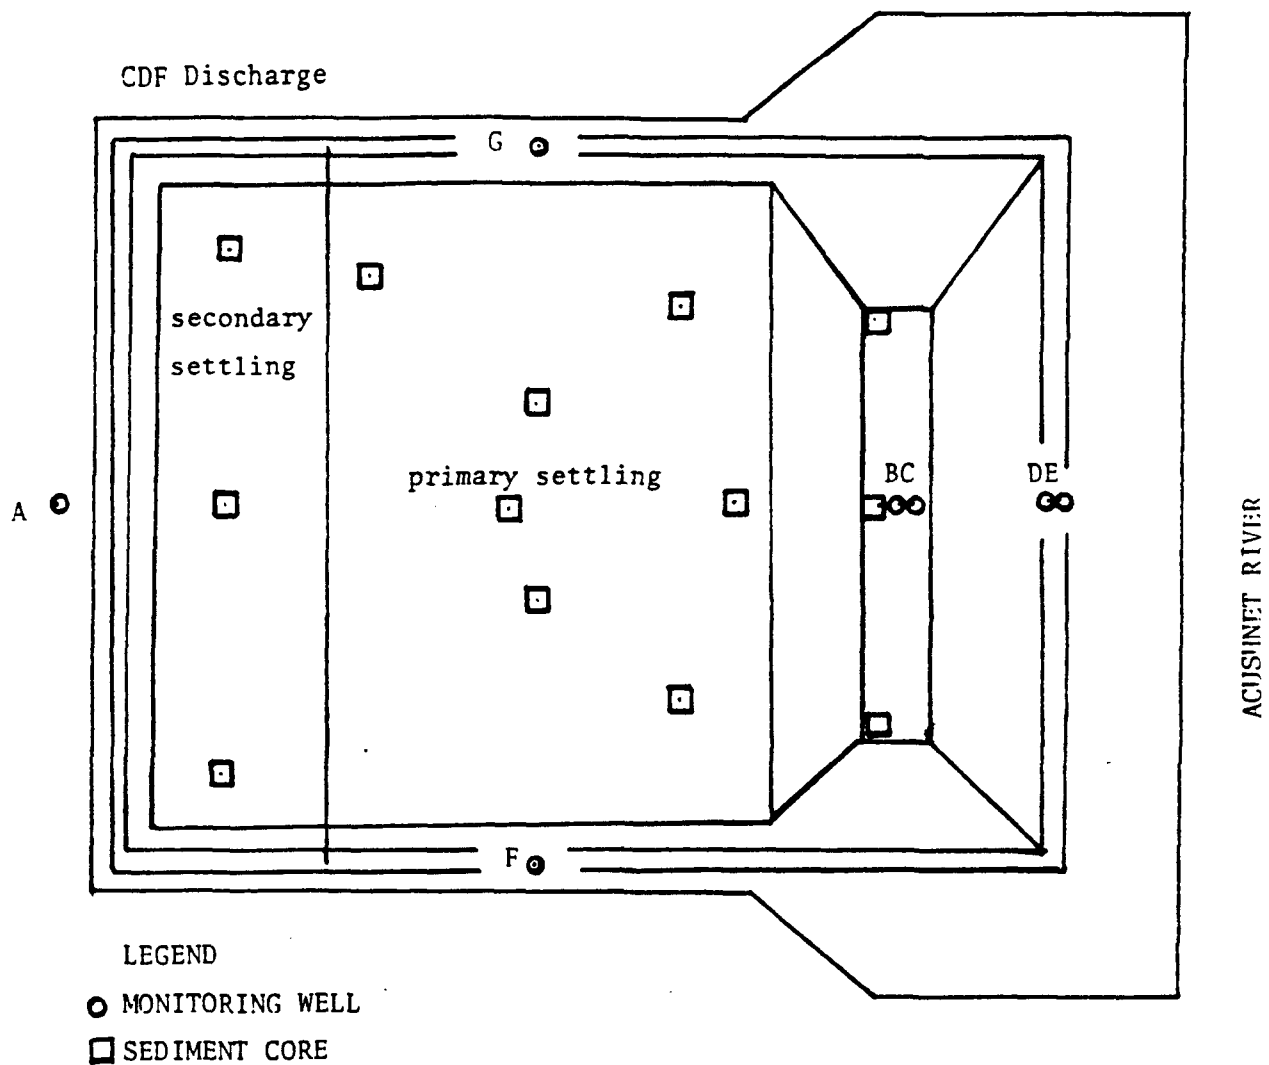 CDF Discharge
G
secondary
settling
primary settling
BC
DE
A
ACUSHNET RIVER
F
LEGEND
MONITORING WELL
SEDIMENT CORE